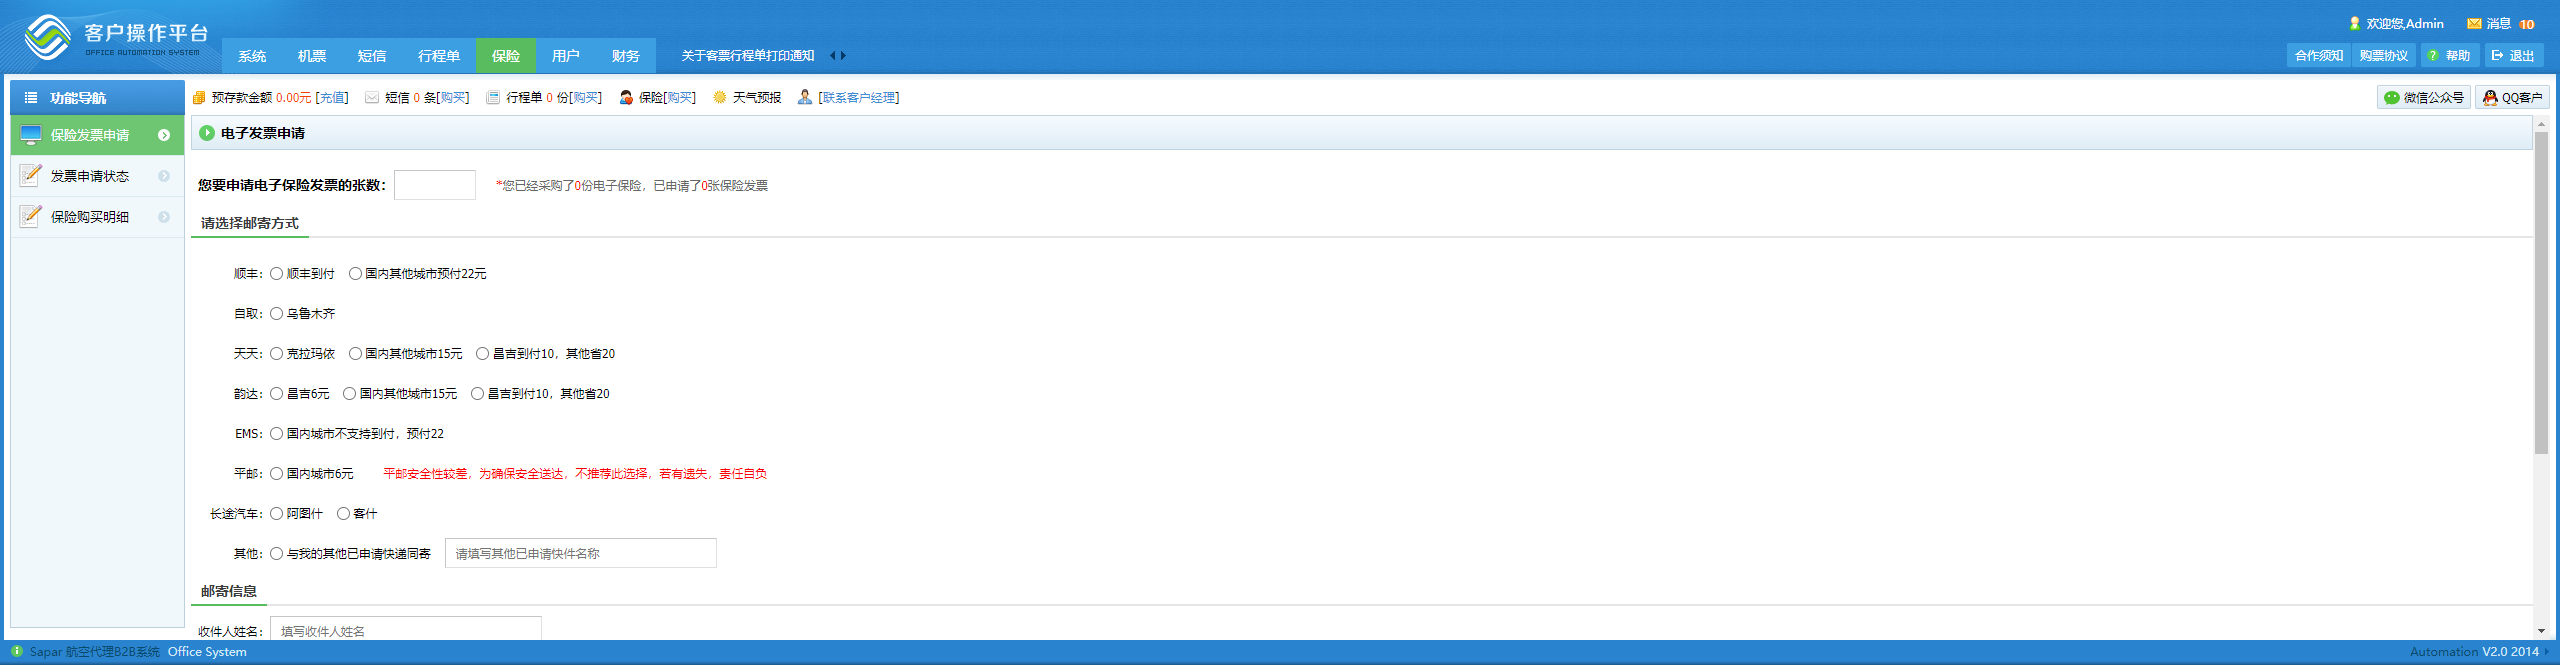 客户操作平台
OFFICE AUTOMATION SYSTEM
系统 机票 短信 行程单 保险 用户 财务 关于客票行程单打印通知
欢迎您,Admin 消息 10
合作须知 购票协议 帮助 退出
功能导航
保险发票申请
发票申请状态
保险购买明细
预存款金额 0.00元 [充值] 短信 0 条[购买] 行程单 0 份[购买] 保险[购买] 天气预报 [联系客户经理]
微信公众号 QQ客户
电子发票申请
您要申请电子保险发票的张数： *您已经采购了0份电子保险，已申请了0张保险发票
请选择邮寄方式
顺丰： 顺丰到付 国内其他城市预付22元
自取： 乌鲁木齐
天天： 克拉玛依 国内其他城市15元 昌吉到付10，其他省20
韵达： 昌吉6元 国内其他城市15元 昌吉到付10，其他省20
EMS： 国内城市不支持到付，预付22
平邮： 国内城市6元 平邮安全性较差，为确保安全送达，不推荐此选择，若有遗失，责任自负
长途汽车： 阿图什 客什
其他： 与我的其他已申请快递同寄 请填写其他已申请快件名称
邮寄信息
收件人姓名： 填写收件人姓名
Sapar 航空代理B2B系统 Office System
Automation V2.0 2014